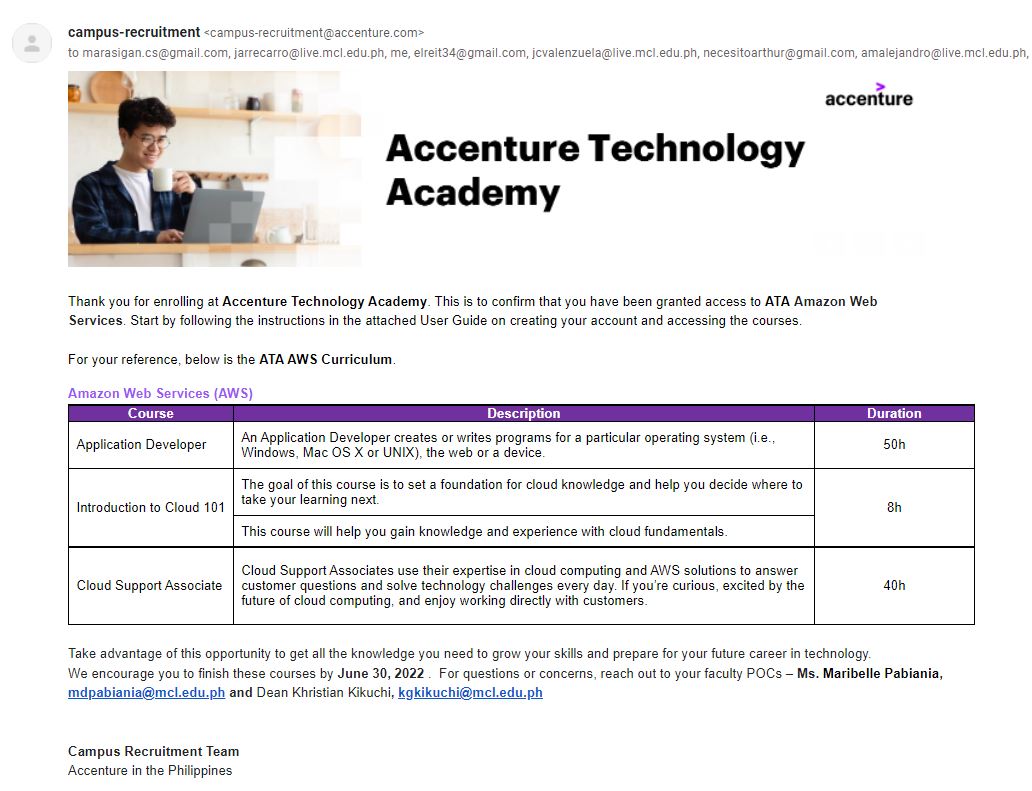 campus-recruitment <campus-recruitment@accenture.com>
to marasigan.cs@gmail.com, jarrecarro@live.mcl.edu.ph, me, elreit34@gmail.com, jcvalenzuela@live.mcl.edu.ph, necesitoarthur@gmail.com, amalejandro@live.mcl.edu.ph,
accenture
Accenture Technology
Academy
Thank you for enrolling at Accenture Technology Academy. This is to confirm that you have been granted access to ATA Amazon Web
Services. Start by following the instructions in the attached User Guide on creating your account and accessing the courses.
For your reference, below is the ATA AWS Curriculum.
Amazon Web Services (AWS)
Course Description Duration
Application Developer
An Application Developer creates or writes programs for a particular operating system (i.e.,
Windows, Mac OS X or UNIX), the web or a device.
50h
Introduction to Cloud 101
The goal of this course is to set a foundation for cloud knowledge and help you decide where to
take your learning next.
This course will help you gain knowledge and experience with cloud fundamentals.
8h
Cloud Support Associate
Cloud Support Associates use their expertise in cloud computing and AWS solutions to answer
customer questions and solve technology challenges every day. If you're curious, excited by the
future of cloud computing, and enjoy working directly with customers.
40h
Take advantage of this opportunity to get all the knowledge you need to grow your skills and prepare for your future career in technology.
We encourage you to finish these courses by June 30, 2022 . For questions or concerns, reach out to your faculty POCs – Ms. Maribelle Pabiania,
mdpabiania@mcl.edu.ph and Dean Khristian Kikuchi, kgkikuchi@mcl.edu.ph
Campus Recruitment Team
Accenture in the Philippines